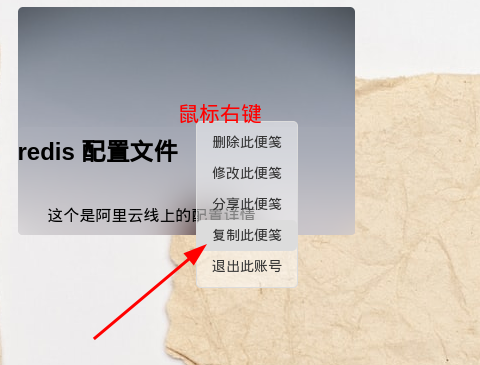 鼠标右键
删除此便笺
redis 配置文件
修改此便笺
分享此便笺
这个是阿里云线上的配置详情
复制此便笺
退出此账号